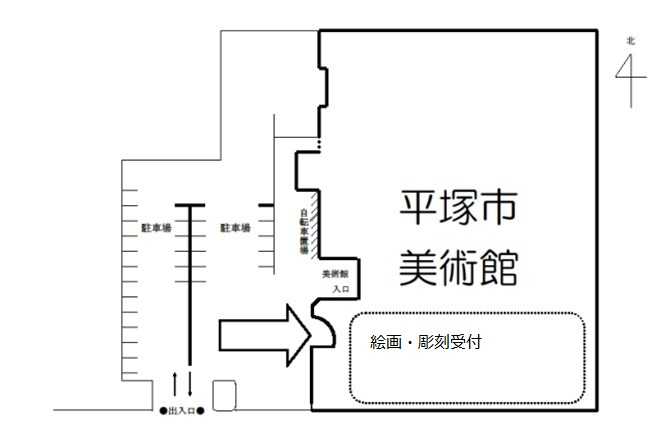 北
平塚市
美術館
駐車場
駐車場
自転車置場
美術館
入口
絵画・彫刻受付
●出入口●